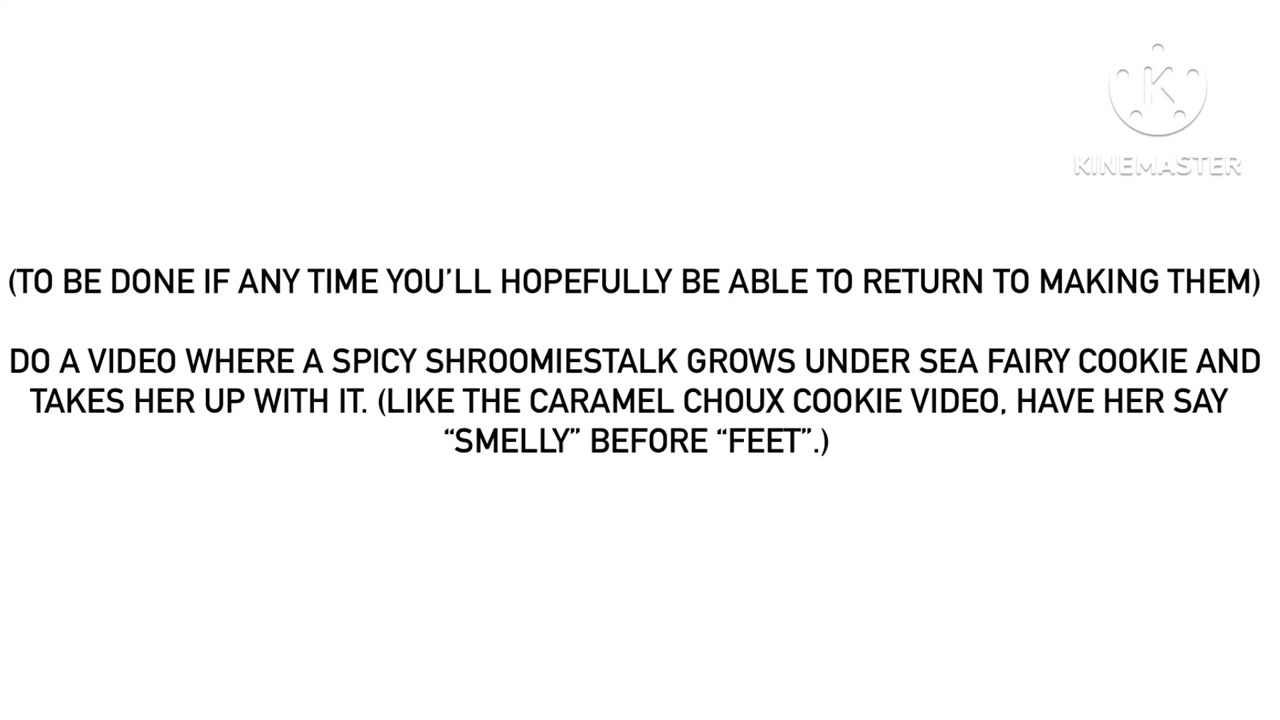 KINEMASTER
(TO BE DONE IF ANY TIME YOU’LL HOPEFULLY BE ABLE TO RETURN TO MAKING THEM)
DO A VIDEO WHERE A SPICY SHROOMIESTALK GROWS UNDER SEA FAIRY COOKIE AND
TAKES HER UP WITH IT. (LIKE THE CARAMEL CHOUX COOKIE VIDEO, HAVE HER SAY
“SMELLY” BEFORE “FEET”.)